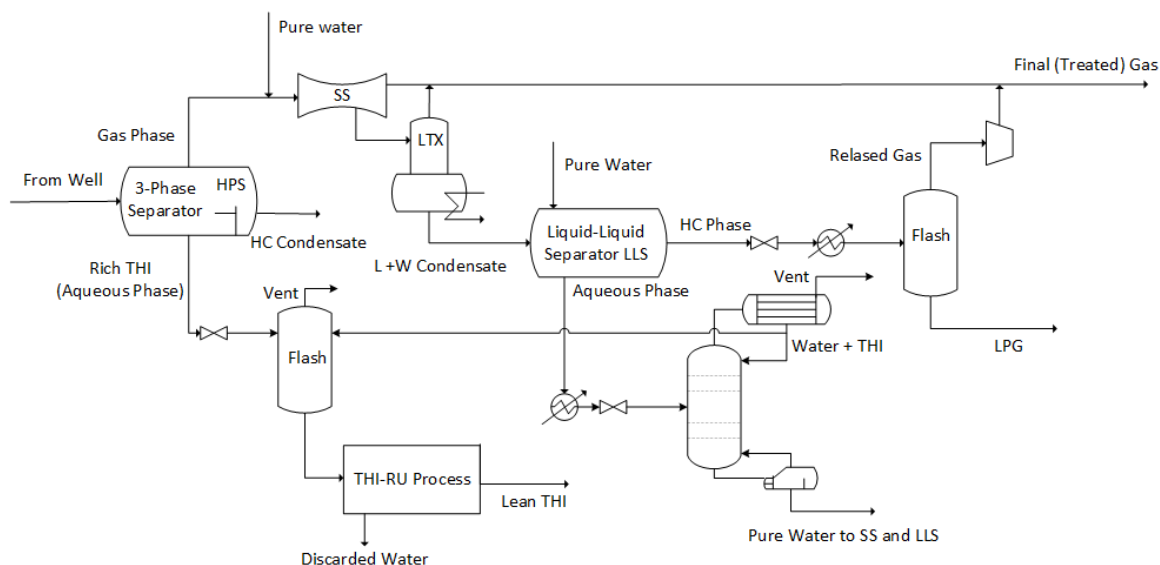 Pure water
Final (Treated) Gas
SS
Gas Phase
LTX
Pure Water
Relased Gas
From Well
3-Phase
Separator
HPS
HC Condensate
Liquid-Liquid
Separator LLS
HC Phase
Flash
L +W Condensate
Rich THI
(Aqueous Phase)
Vent
Aqueous Phase
Vent
Flash
Water + THI
LPG
THI-RU Process
Lean THI
Pure Water to SS and LLS
Discarded Water